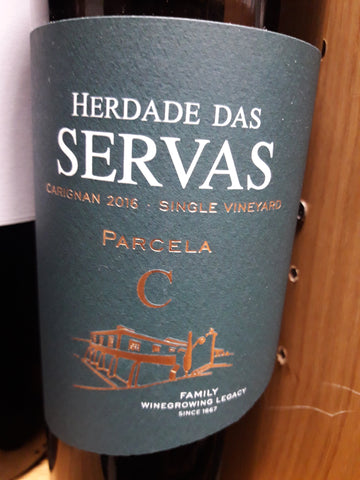 HERDADE DAS
SERVAS
CARIGNAN 2016 · SINGLE VINEYARD
PARCELA
C
FAMILY
WINEGROWING LEGACY
SINCE 1667